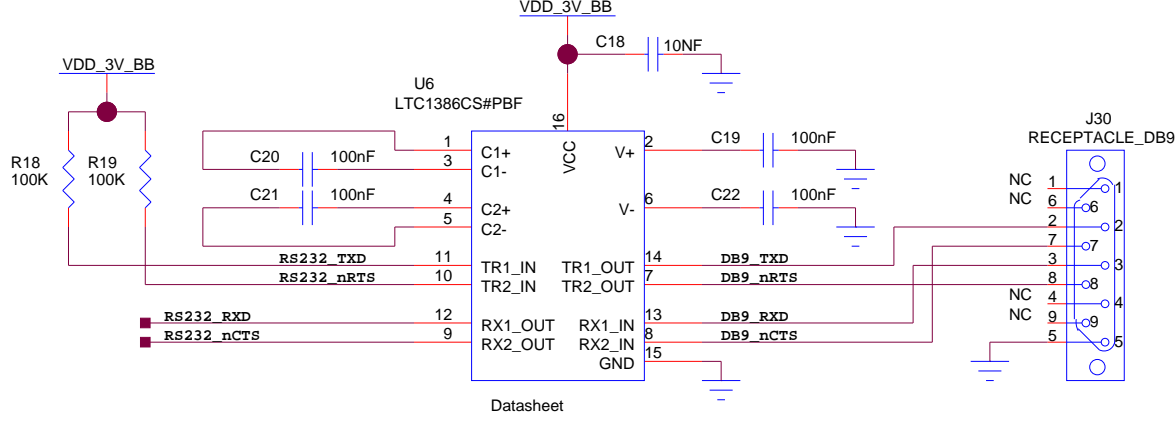 VDD_3V_BB
C18 10NF
VDD_3V_BB
U6
LTC1386CS#PBF
J30
RECEPTACLE_DB9
R18
100K
R19
100K
16
VCC
1 C1+
3 C1-
C20 100nF
C21 100nF
4 C2+
5 C2-
V+ 2 C19 100nF
V- 6 C22 100nF
RS232_TXD 11 TR1_IN
RS232_nRTS 10 TR2_IN
TR1_OUT 14 DB9_TXD
TR2_OUT 7 DB9_nRTS
RS232_RXD 12 RX1_OUT
RS232_nCTS 9 RX2_OUT
RX1_IN 13 DB9_RXD
RX2_IN 8 DB9_nCTS
GND 15
NC 1 1
NC 6 6
2 2
7 7
3 3
8 8
NC 4 4
NC 9 9
5 5
Datasheet